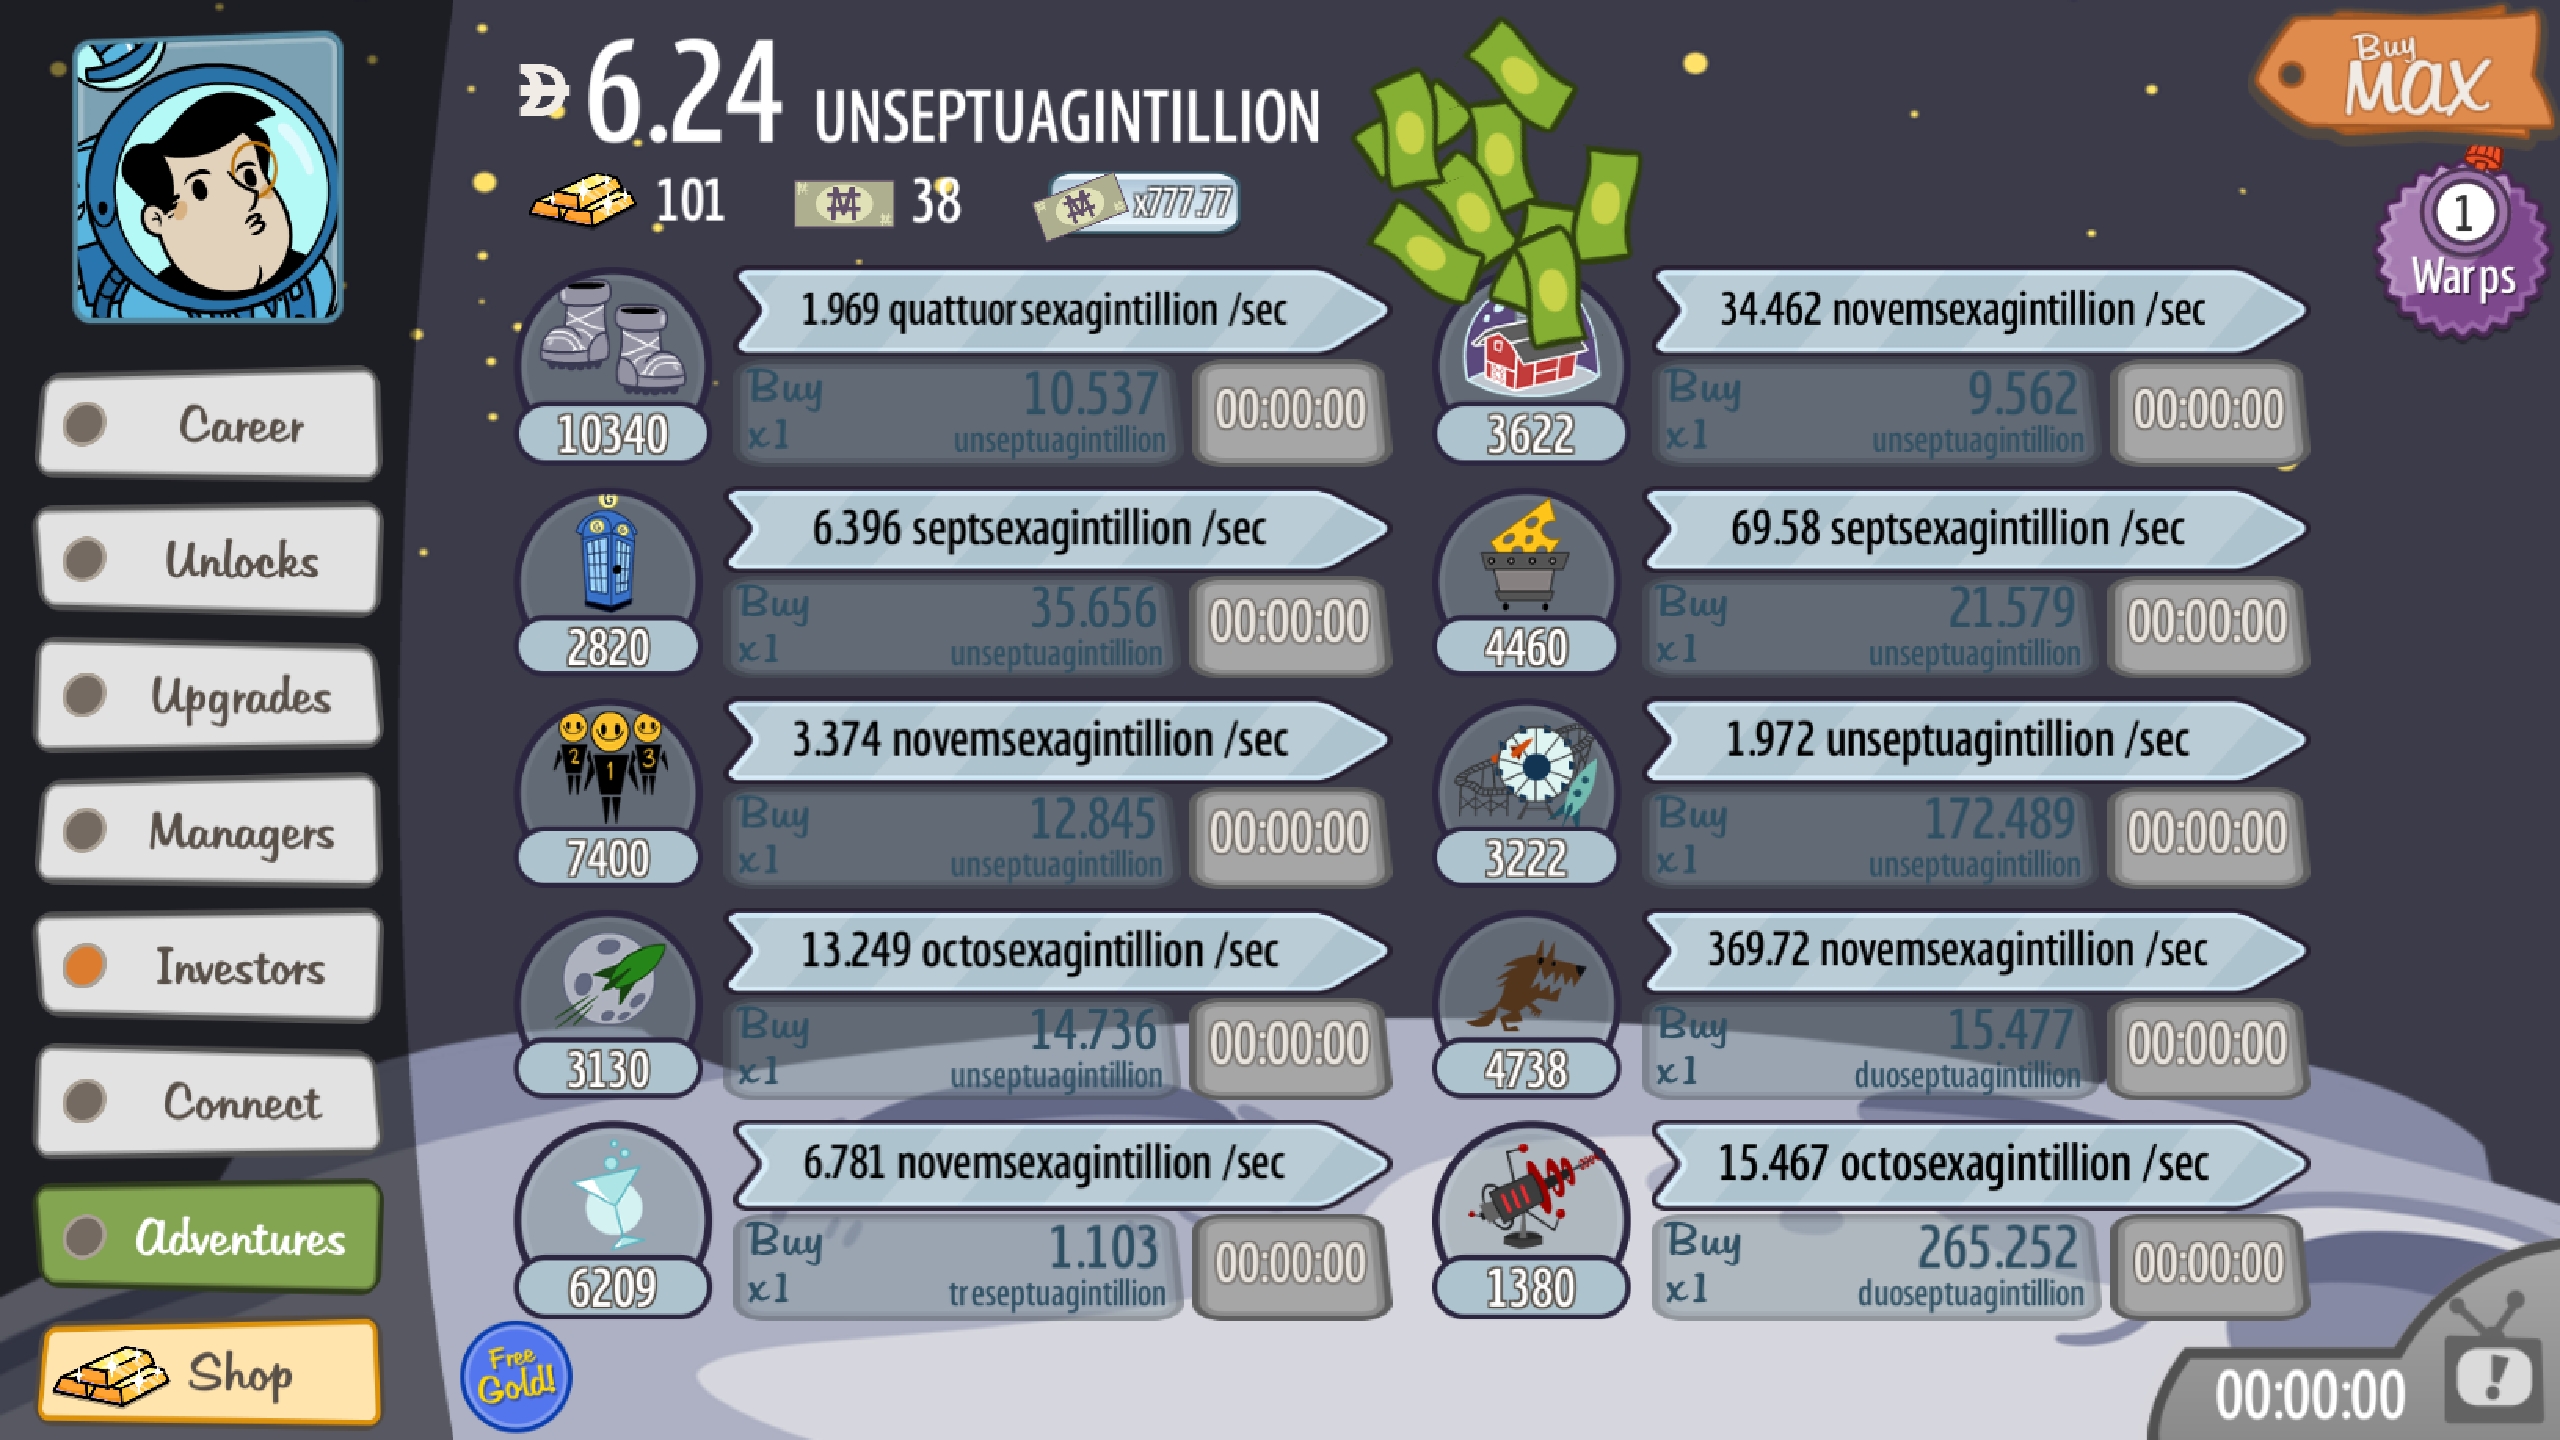 6.24 UNSEPTUAGINTILLION
Buy
MAX
101
38
x777.77
1
Warps
Career
Unlocks
Upgrades
Managers
Investors
Connect
Adventures
Shop
1.969 quattuorsexagintillion /sec
10340
Buy
x1
10.537
unseptuagintillion
00:00:00
34.462 novemsexagintillion /sec
3622
Buy
x1
9.562
unseptuagintillion
00:00:00
G
6.396 septsexagintillion /sec
2820
Buy
x1
35.656
unseptuagintillion
00:00:00
69.58 septsexagintillion /sec
4460
Buy
x1
21.579
unseptuagintillion
00:00:00
2 1 3
3.374 novemsexagintillion /sec
7400
Buy
x1
12.845
unseptuagintillion
00:00:00
1.972 unseptuagintillion /sec
3222
Buy
x1
172.489
unseptuagintillion
00:00:00
13.249 octosexagintillion /sec
3130
Buy
x1
14.736
unseptuagintillion
00:00:00
369.72 novemsexagintillion /sec
4738
Buy
x1
15.477
duoseptuagintillion
00:00:00
6.781 novemsexagintillion /sec
6209
Buy
x1
1.103
treseptuagintillion
00:00:00
15.467 octosexagintillion /sec
1380
Buy
x1
265.252
duoseptuagintillion
00:00:00
Free
Gold!
00:00:00
!